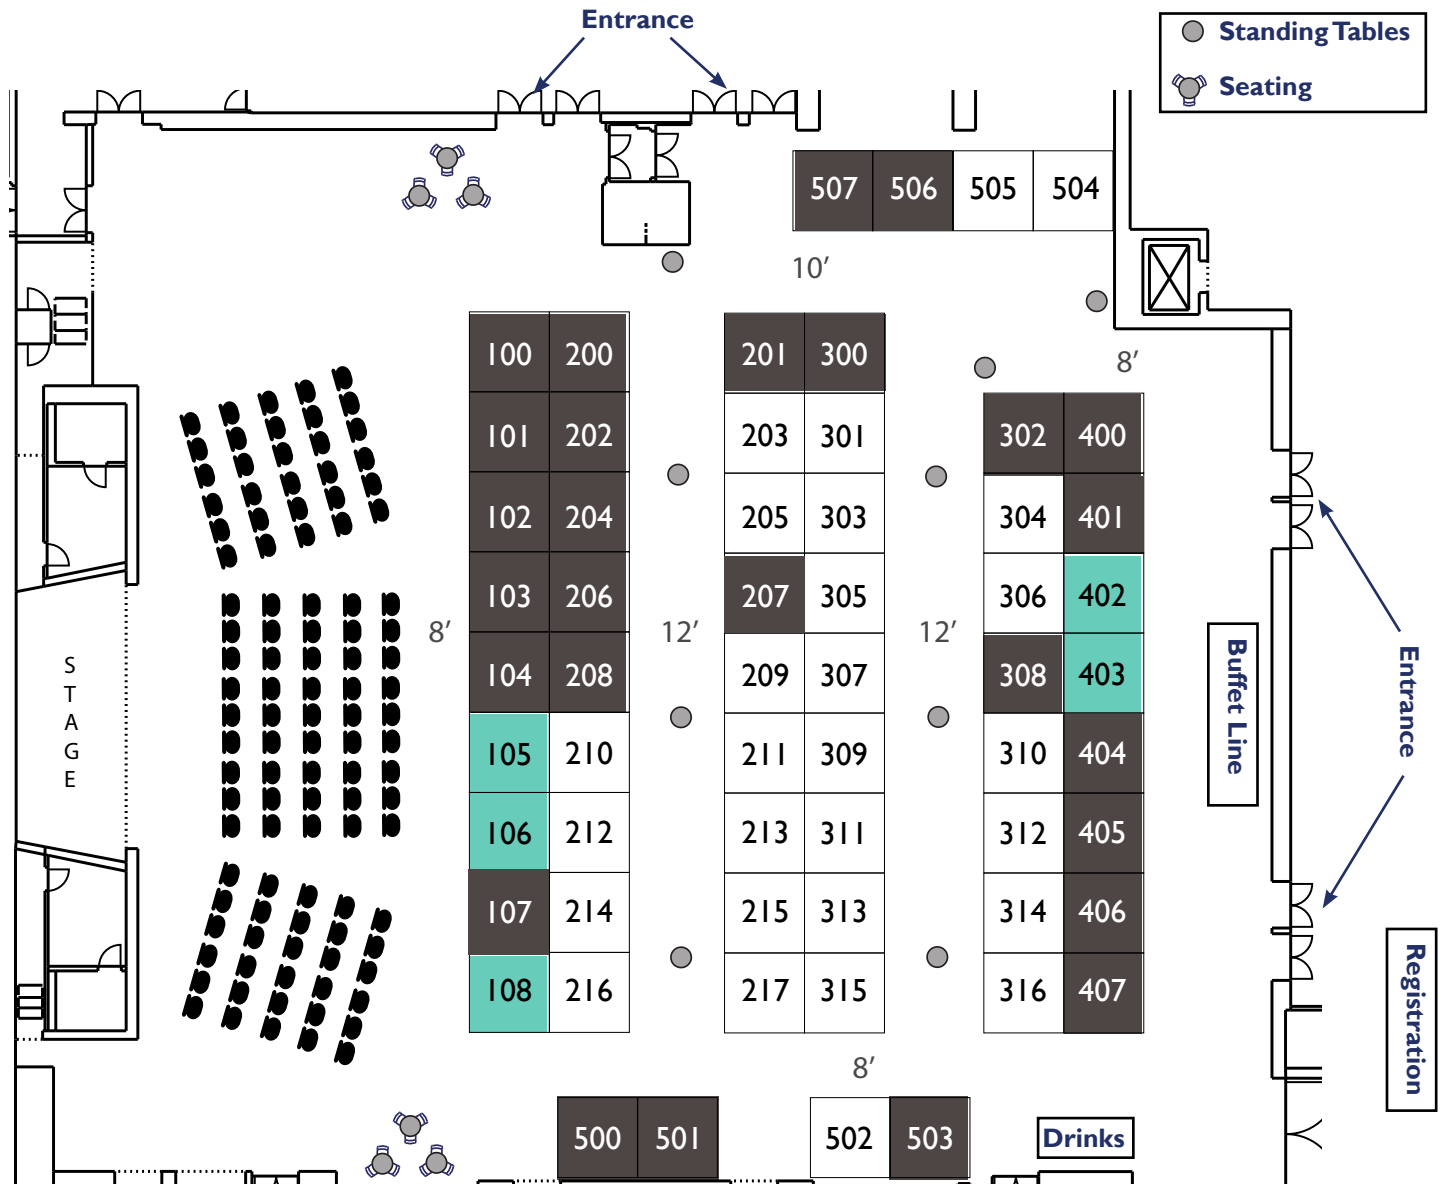 Entrance
Standing Tables
Seating
507 506 505 504
10’
100 200 201 300
8’
101 202 203 301 302 400
102 204 205 303 304 401
103 206 207 305 306 402
8’ 12’ 12’
104 208 209 307 308 403
STAGE
Buffet Line
Entrance
105 210 211 309 310 404
106 212 213 311 312 405
107 214 215 313 314 406
108 216 217 315 316 407
Registration
8’
500 501 502 503 Drinks